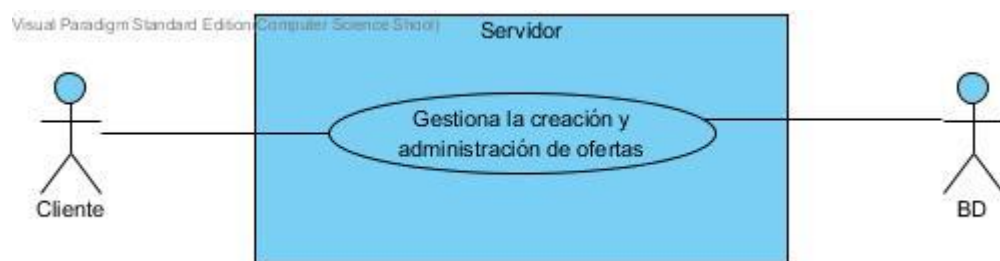 Visual Paradigm Standard Edition(Computer Science Shool)
Servidor
Gestiona la creación y
administración de ofertas
Cliente
BD